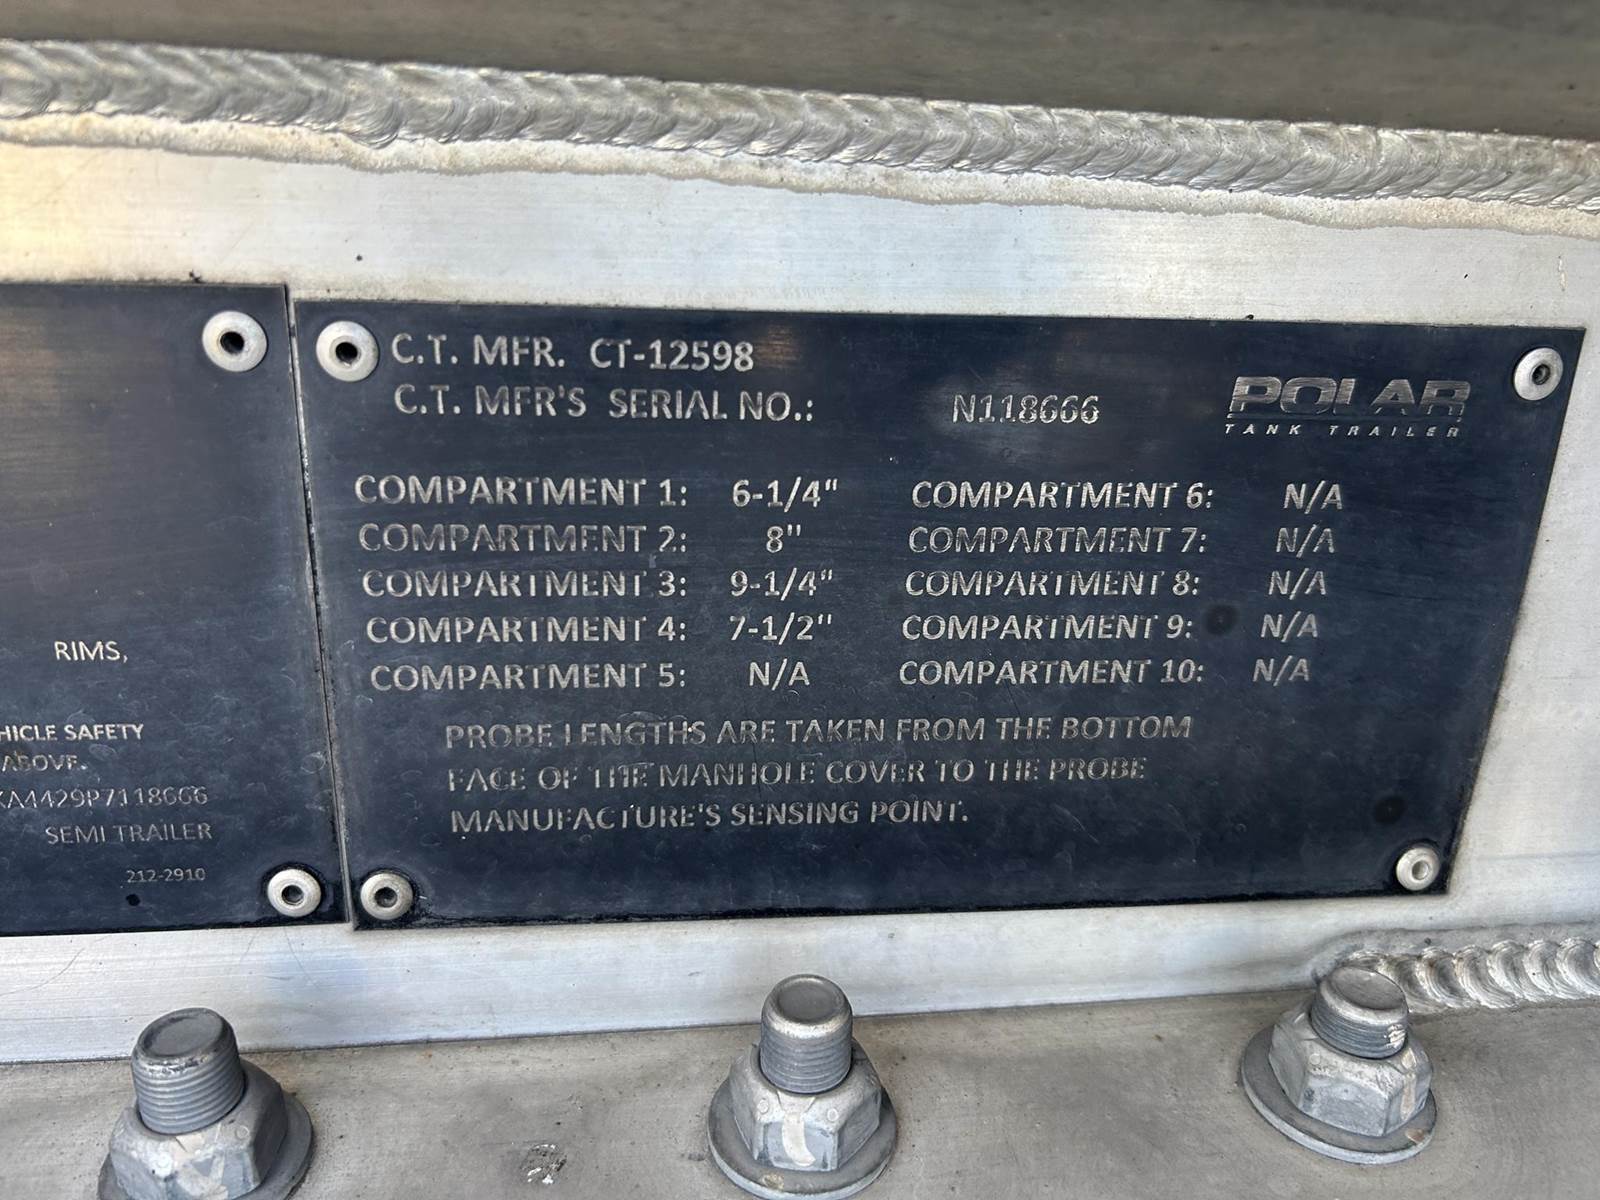 C.T. MFR. CT-12598
C.T. MFR'S SERIAL NO.: N118666
POLAR
TANK TRAILER
COMPARTMENT 1: 6-1/4" COMPARTMENT 6: N/A
COMPARTMENT 2: 8" COMPARTMENT 7: N/A
COMPARTMENT 3: 9-1/4" COMPARTMENT 8: N/A
COMPARTMENT 4: 7-1/2" COMPARTMENT 9: N/A
COMPARTMENT 5: N/A COMPARTMENT 10: N/A
PROBE LENGTHS ARE TAKEN FROM THE BOTTOM
FACE OF THE MANHOLE COVER TO THE PROBE
MANUFACTURE'S SENSING POINT.
RIMS,
HICLE SAFETY
ABOVE.
KA4429P7118666
SEMI TRAILER
212-2910